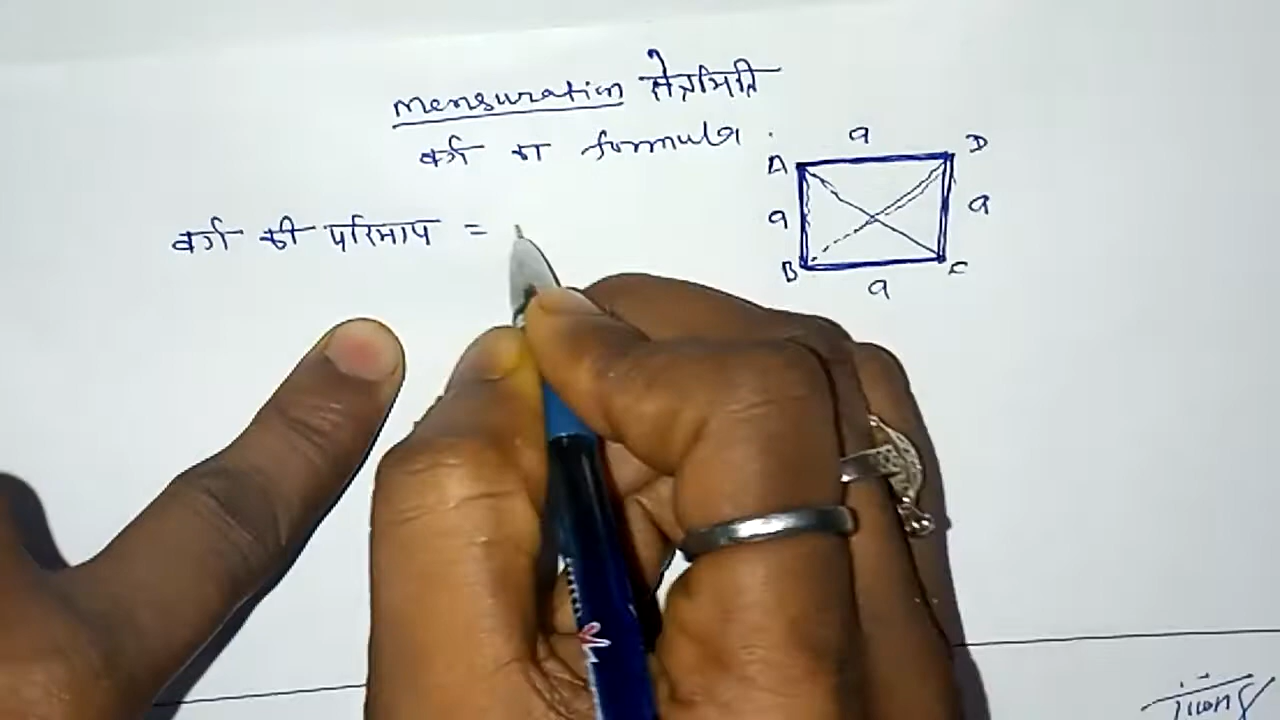 mensuration क्षेत्रमिति
वर्ग का formula
a D
A
a a
B C
a
वर्ग की परिमाप =